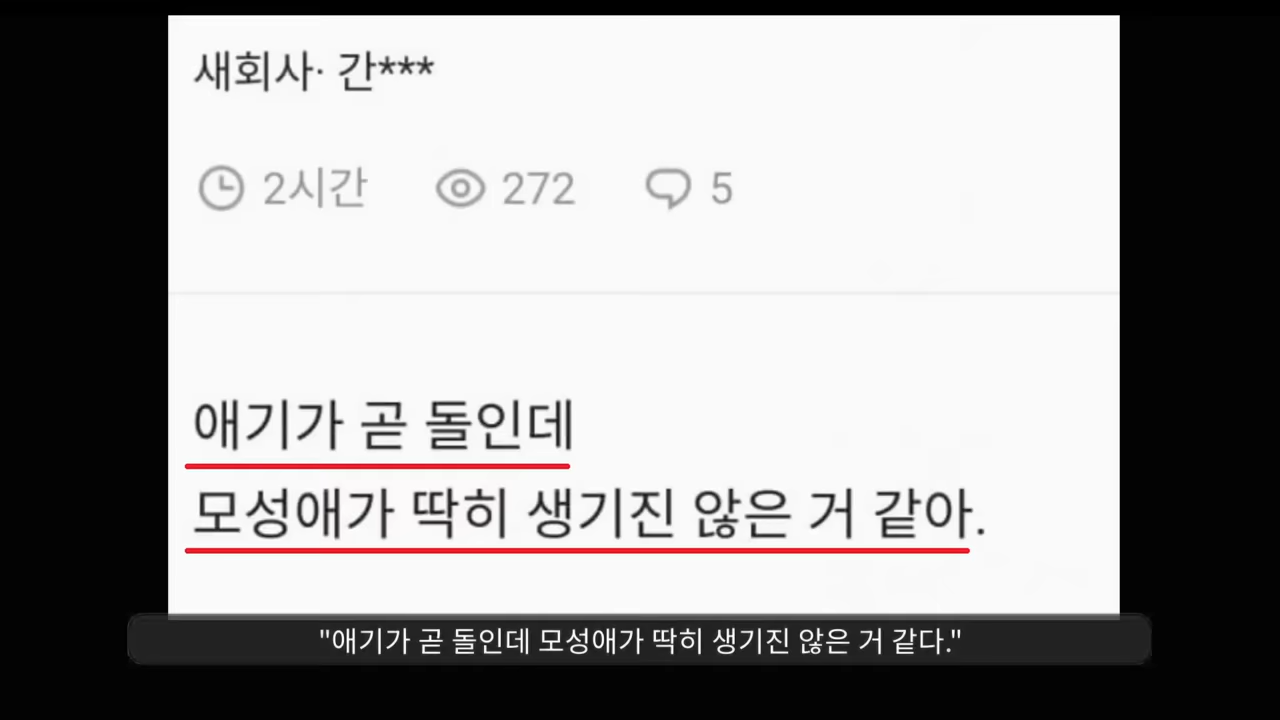 새회사· 간***
2시간 272 5
애기가 곧 돌인데
모성애가 딱히 생기진 않은 거 같아.
"애기가 곧 돌인데 모성애가 딱히 생기진 않은 거 같다."